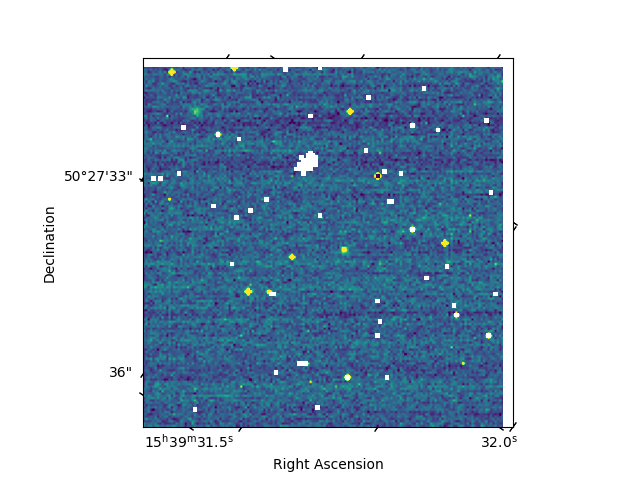 50°27'33"
Declination
36"
15ʰ39ᵐ31.5ˢ
32.0ˢ
Right Ascension